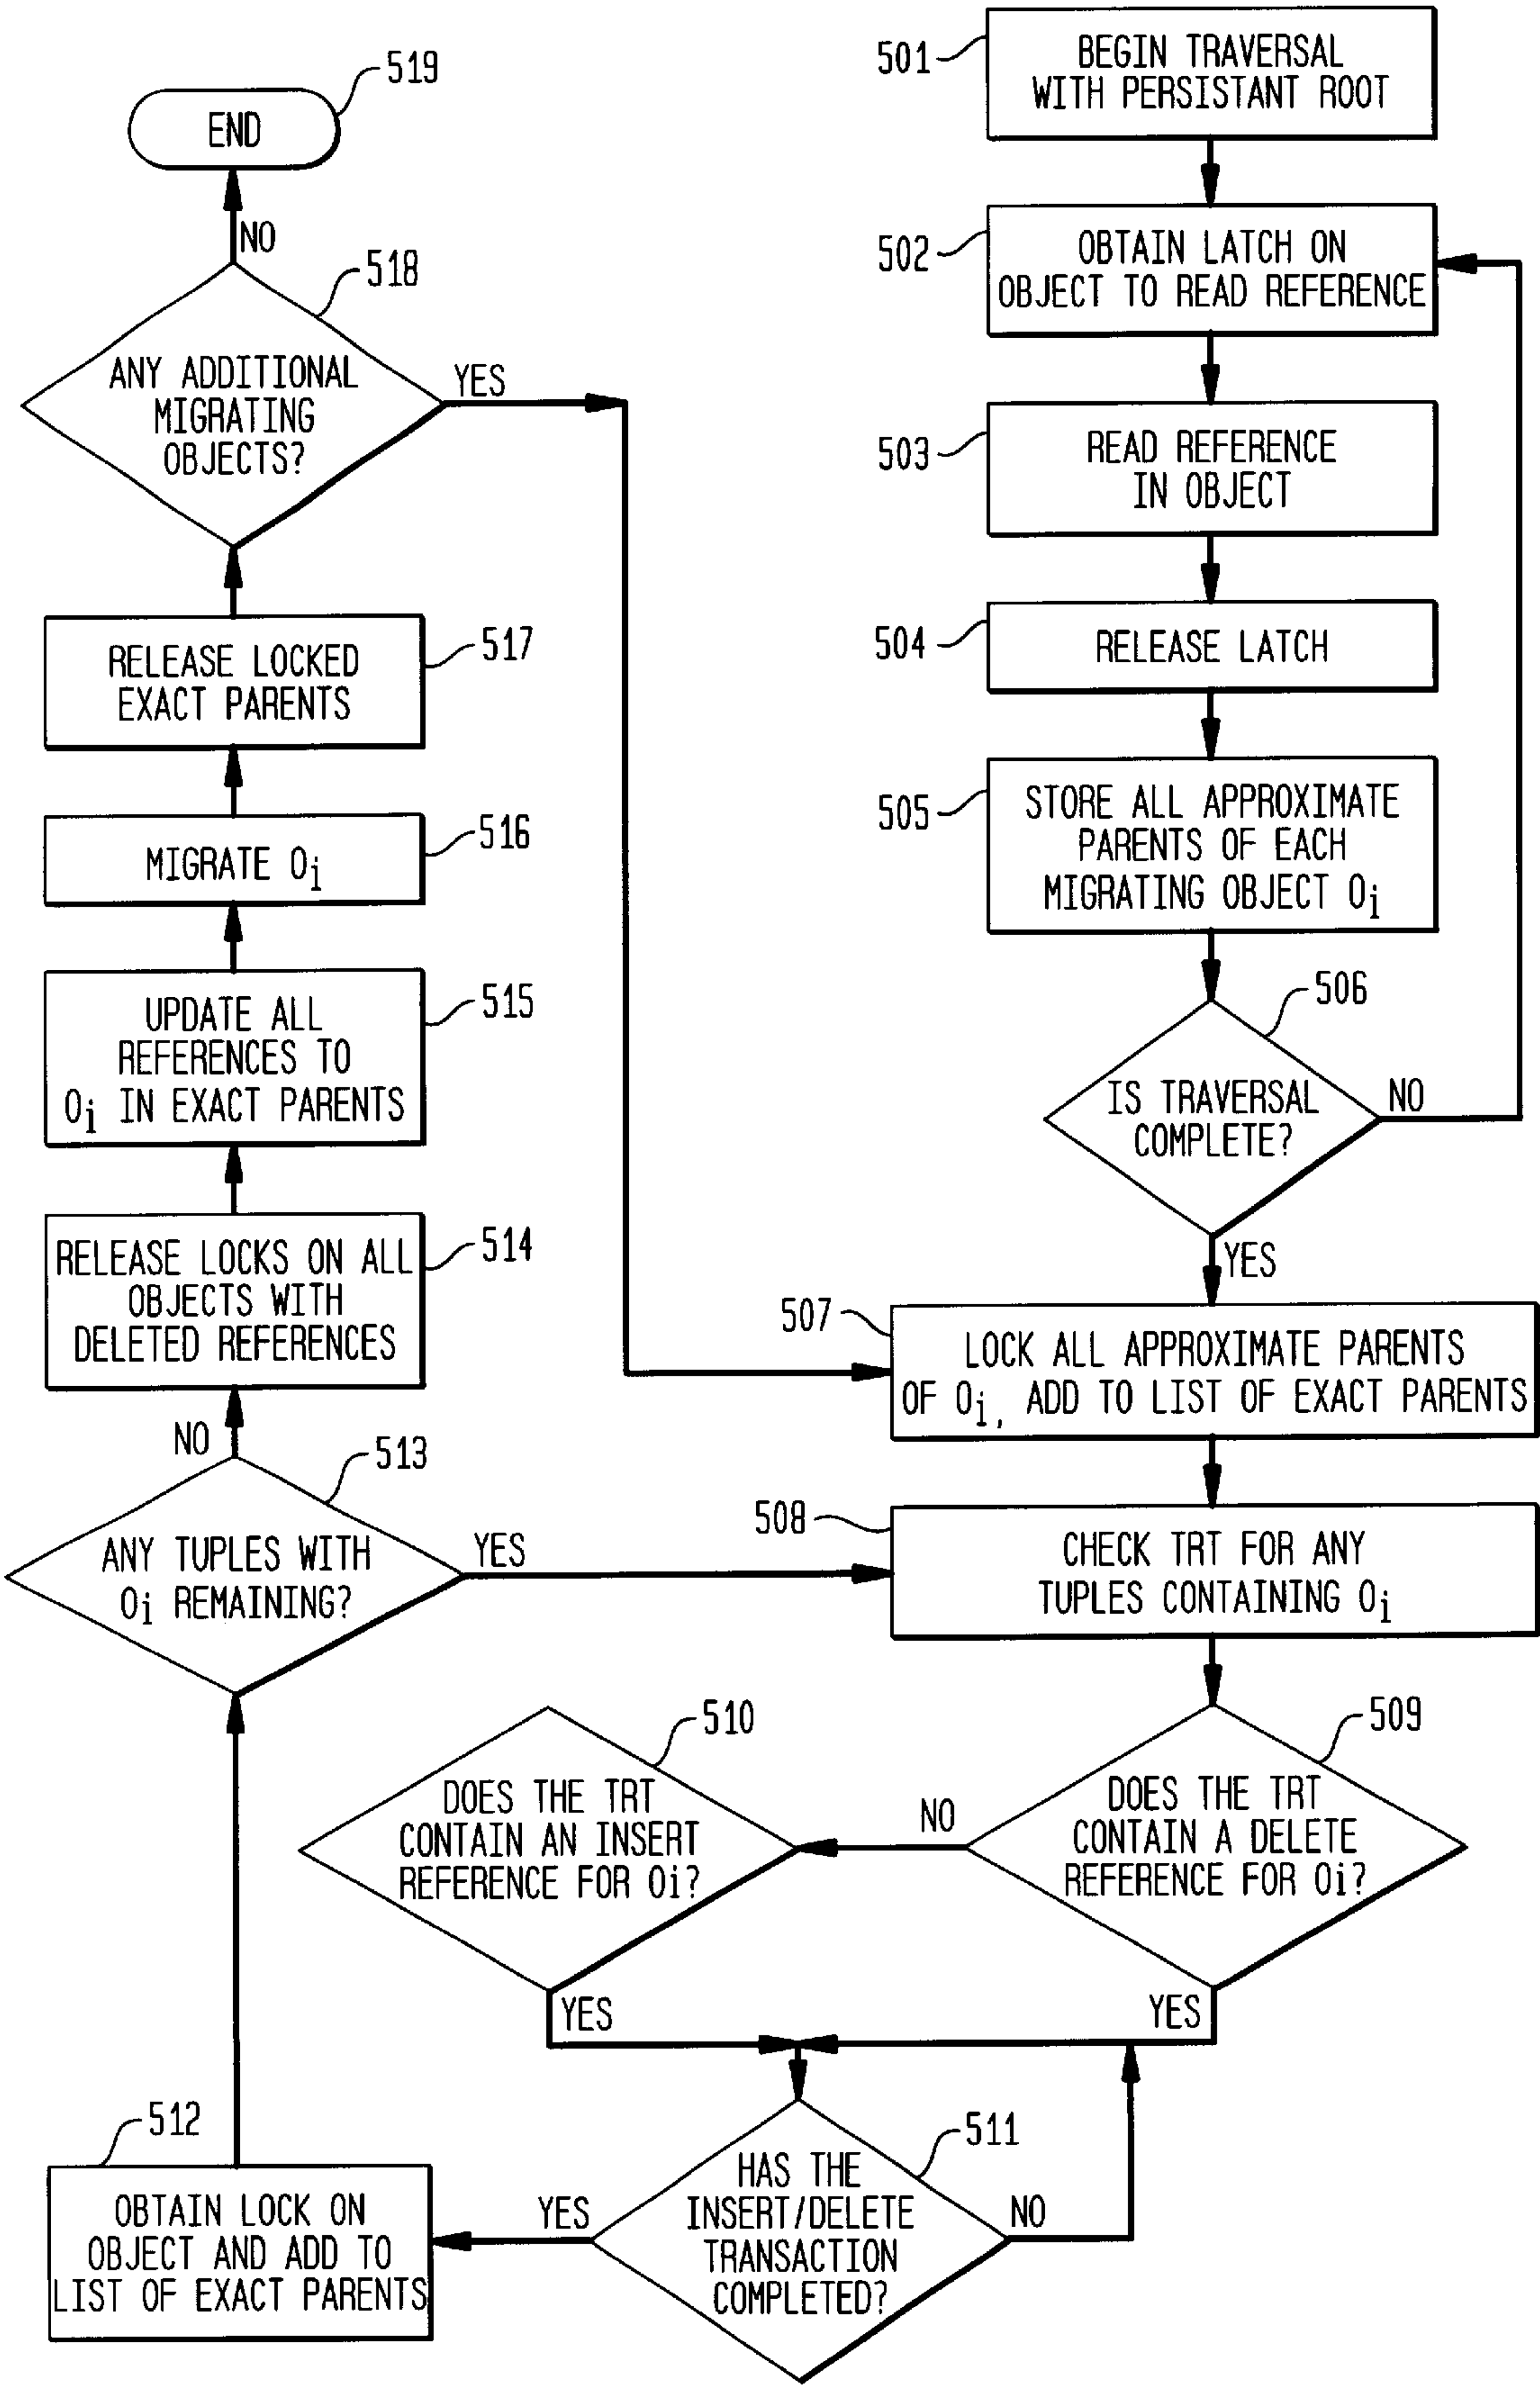 501
BEGIN TRAVERSAL
WITH PERSISTANT ROOT
502
OBTAIN LATCH ON
OBJECT TO READ REFERENCE
503
READ REFERENCE
IN OBJECT
504
RELEASE LATCH
505
STORE ALL APPROXIMATE
PARENTS OF EACH
MIGRATING OBJECT Oi
506
IS TRAVERSAL
COMPLETE?
NO
YES
507
LOCK ALL APPROXIMATE PARENTS
OF Oi, ADD TO LIST OF EXACT PARENTS
508
CHECK TRT FOR ANY
TUPLES CONTAINING Oi
509
DOES THE TRT
CONTAIN A DELETE
REFERENCE FOR Oi?
NO
YES
510
DOES THE TRT
CONTAIN AN INSERT
REFERENCE FOR Oi?
YES
511
HAS THE
INSERT/DELETE
TRANSACTION
COMPLETED?
NO
YES
512
OBTAIN LOCK ON
OBJECT AND ADD TO
LIST OF EXACT PARENTS
513
ANY TUPLES WITH
Oi REMAINING?
YES
NO
514
RELEASE LOCKS ON ALL
OBJECTS WITH
DELETED REFERENCES
515
UPDATE ALL
REFERENCES TO
Oi IN EXACT PARENTS
516
MIGRATE Oi
517
RELEASE LOCKED
EXACT PARENTS
518
ANY ADDITIONAL
MIGRATING
OBJECTS?
YES
NO
519
END